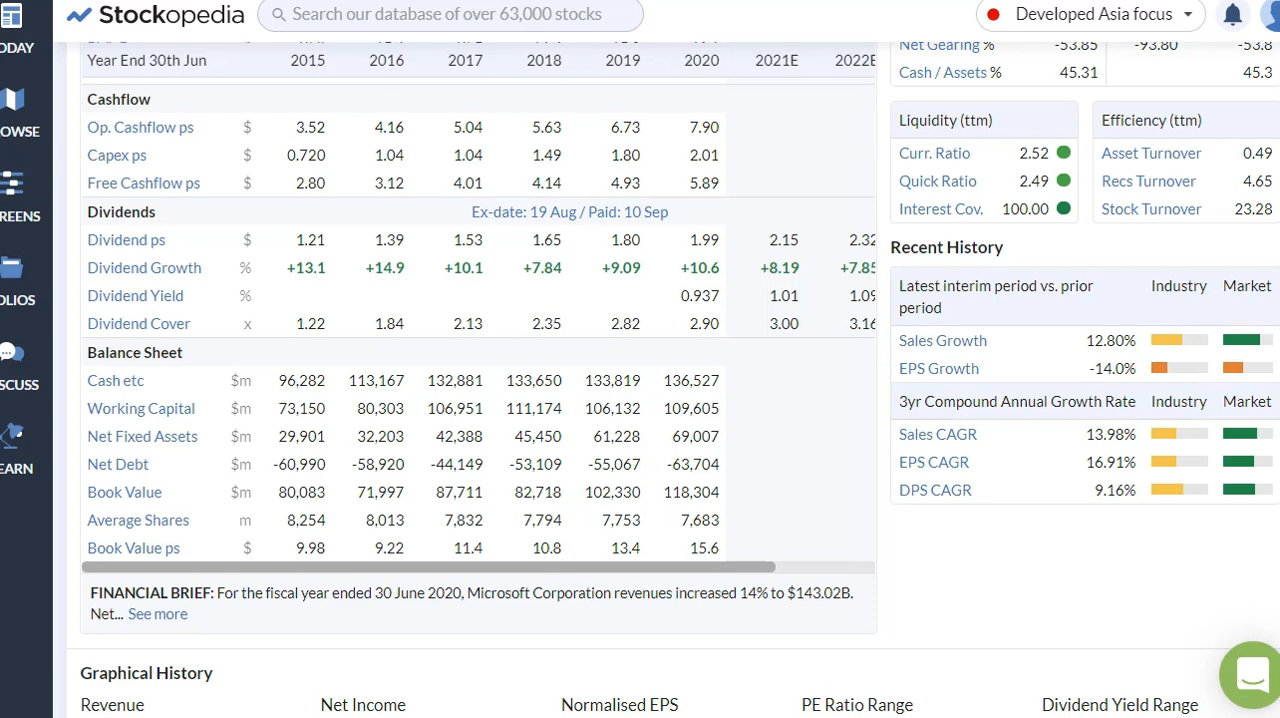 Stockopedia
Search our database of over 63,000 stocks
Developed Asia focus
ODAY
OWSE
REENS
OLIOS
SCUSS
EARN
Year End 30th Jun 2015 2016 2017 2018 2019 2020 2021E 2022E
Cashflow
Op. Cashflow ps $ 3.52 4.16 5.04 5.63 6.73 7.90
Capex ps $ 0.720 1.04 1.04 1.49 1.80 2.01
Free Cashflow ps $ 2.80 3.12 4.01 4.14 4.93 5.89
Dividends Ex-date: 19 Aug / Paid: 10 Sep
Dividend ps $ 1.21 1.39 1.53 1.65 1.80 1.99 2.15 2.32
Dividend Growth % +13.1 +14.9 +10.1 +7.84 +9.09 +10.6 +8.19 +7.85
Dividend Yield % 0.937 1.01 1.09
Dividend Cover x 1.22 1.84 2.13 2.35 2.82 2.90 3.00 3.16
Balance Sheet
Cash etc $m 96,282 113,167 132,881 133,650 133,819 136,527
Working Capital $m 73,150 80,303 106,951 111,174 106,132 109,605
Net Fixed Assets $m 29,901 32,203 42,388 45,450 61,228 69,007
Net Debt $m -60,990 -58,920 -44,149 -53,109 -55,067 -63,704
Book Value $m 80,083 71,997 87,711 82,718 102,330 118,304
Average Shares m 8,254 8,013 7,832 7,794 7,753 7,683
Book Value ps $ 9.98 9.22 11.4 10.8 13.4 15.6
FINANCIAL BRIEF: For the fiscal year ended 30 June 2020, Microsoft Corporation revenues increased 14% to $143.02B.
Net... See more
Net Gearing % -53.85 -93.80 -53.8
Cash / Assets % 45.31 45.3
Liquidity (ttm)
Curr. Ratio 2.52
Quick Ratio 2.49
Interest Cov. 100.00
Efficiency (ttm)
Asset Turnover 0.49
Recs Turnover 4.65
Stock Turnover 23.28
Recent History
Latest interim period vs. prior Industry Market
period
Sales Growth 12.80%
EPS Growth -14.0%
3yr Compound Annual Growth Rate Industry Market
Sales CAGR 13.98%
EPS CAGR 16.91%
DPS CAGR 9.16%
Graphical History
Revenue Net Income Normalised EPS PE Ratio Range Dividend Yield Range